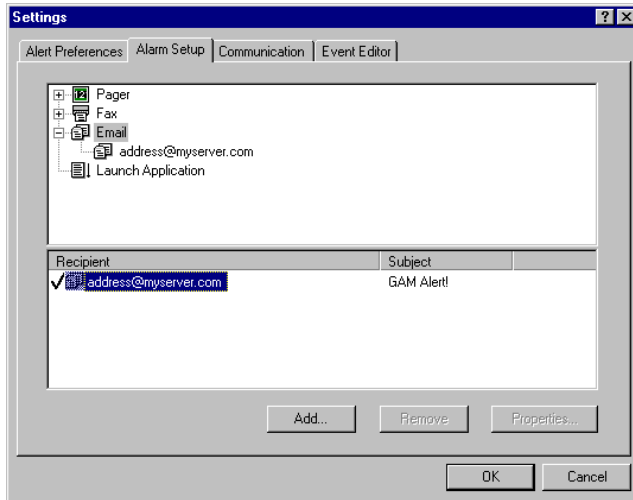 Settings
Alert Preferences Alarm Setup Communication Event Editor
12 Pager
Fax
Email
address@myserver.com
Launch Application
Recipient Subject
address@myserver.com GAM Alert!
Add... Remove Properties...
OK Cancel